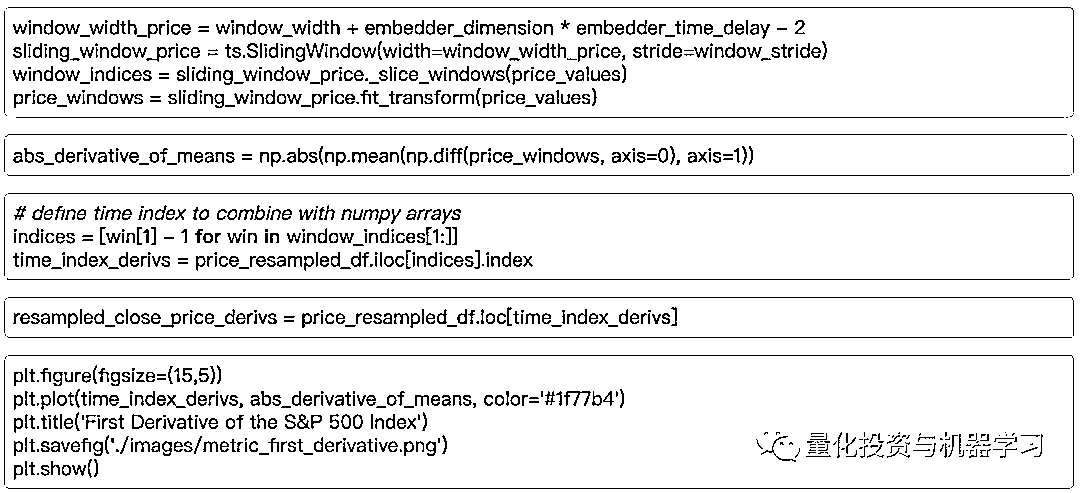 window_width_price = window_width + embedder_dimension * embedder_time_delay - 2
sliding_window_price = ts.SlidingWindow(width=window_width_price, stride=window_stride)
window_indices = sliding_window_price._slice_windows(price_values)
price_windows = sliding_window_price.fit_transform(price_values)
abs_derivative_of_means = np.abs(np.mean(np.diff(price_windows, axis=0), axis=1))
# define time index to combine with numpy arrays
indices = [win[1] - 1 for win in window_indices[1:]]
time_index_derivs = price_resampled_df.iloc[indices].index
resampled_close_price_derivs = price_resampled_df.loc[time_index_derivs]
plt.figure(figsize=(15,5))
plt.plot(time_index_derivs, abs_derivative_of_means, color='#1f77b4')
plt.title('First Derivative of the S&P 500 Index')
plt.savefig('./images/metric_first_derivative.png')
plt.show()
量化投资与机器学习